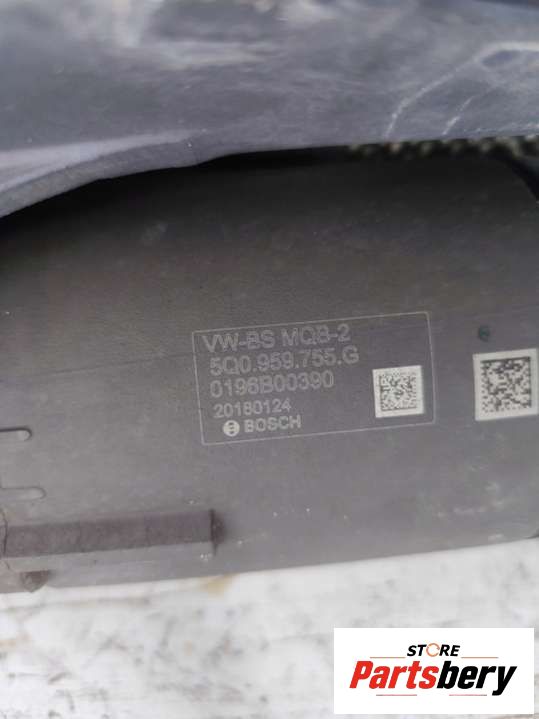 VW-BS MQB-2
5Q0.959.755.G
0196B00390
20180124
BOSCH
STORE
Partsbery